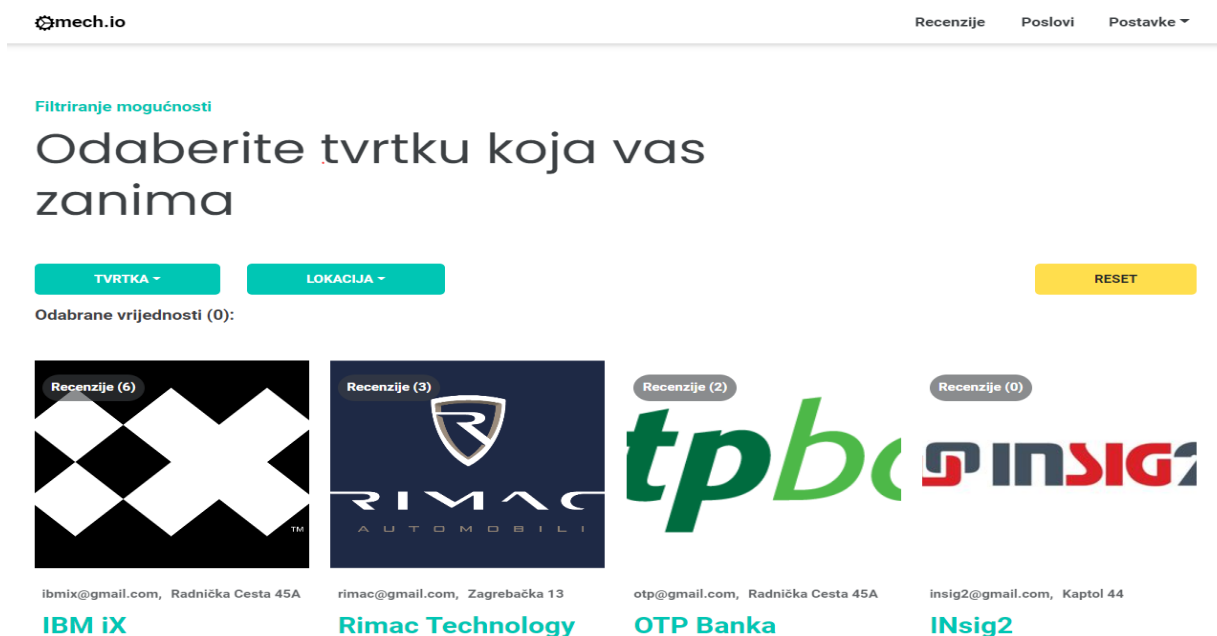 mech.io
Recenzije Poslovi Postavke
Filtriranje mogućnosti
Odaberite tvrtku koja vas
zanima
TVRTKA LOKACIJA RESET
Odabrane vrijednosti (0):
Recenzije (6) Recenzije (3) Recenzije (2) Recenzije (0)
TM
RIMAC
AUTOMOBILI
tpb
INSIG2
ibmix@gmail.com, Radnička Cesta 45A
rimac@gmail.com, Zagrebačka 13
otp@gmail.com, Radnička Cesta 45A
insig2@gmail.com, Kaptol 44
IBM iX
Rimac Technology
OTP Banka
INsig2